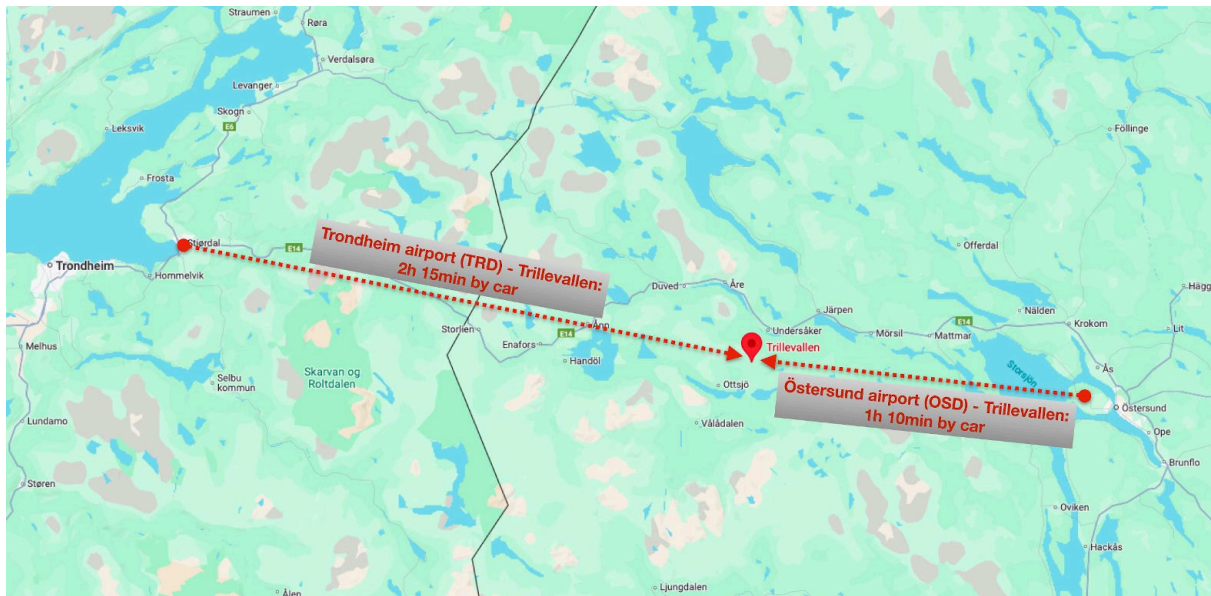 Straumen
Røra
Verdalsøra
Levanger
Skogn
E6
Leksvik
Frosta
Stjørdal
Trondheim
Hommelvik
E14
Trondheim airport (TRD) - Trillevallen:
2h 15min by car
Melhus
Selbu
kommun
Skarvan og
Roltdalen
Lundamo
Støren
Ålen
Storlien
Enafors
E14
Ånn
Handöl
Duved
Åre
Undersåker
Järpen
Trillevallen
Ottsjö
Vålådalen
Mörsil
Mattmar
E14
Nälden
Krokom
Offerdal
Föllinge
Hägg
Lit
Ås
Storsjön
Östersund airport (OSD) - Trillevallen:
1h 10min by car
Östersund
Ope
Brunflo
Oviken
Hackås
Ljungdalen